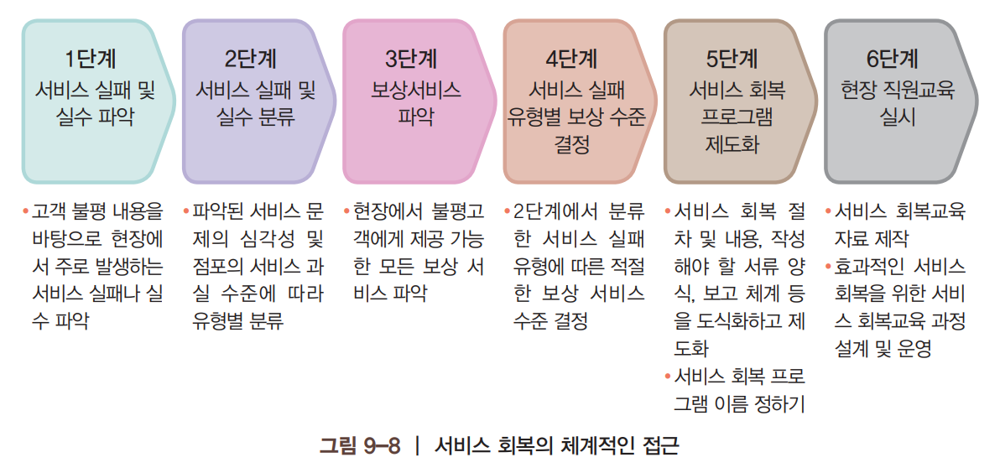 1단계
서비스 실패 및
실수 파악
2단계
서비스 실패 및
실수 분류
3단계
보상서비스
파악
4단계
서비스 실패
유형별 보상 수준
결정
5단계
서비스 회복
프로그램
제도화
6단계
현장 직원교육
실시
• 고객 불평 내용을
바탕으로 현장에
서 주로 발생하는
서비스 실패나 실
수 파악
• 파악된 서비스 문
제의 심각성 및
점포의 서비스 과
실 수준에 따라
유형별 분류
• 현장에서 불평고
객에게 제공 가능
한 모든 보상 서
비스 파악
• 2단계에서 분류
한 서비스 실패
유형에 따른 적절
한 보상 서비스
수준 결정
• 서비스 회복 절
차 및 내용, 작성
해야 할 서류 양
식, 보고 체계 등
을 도식화하고 제
도화
• 서비스 회복 프로
그램 이름 정하기
• 서비스 회복교육
자료 제작
• 효과적인 서비스
회복을 위한 서비
스 회복교육 과정
설계 및 운영
그림 9–8 | 서비스 회복의 체계적인 접근